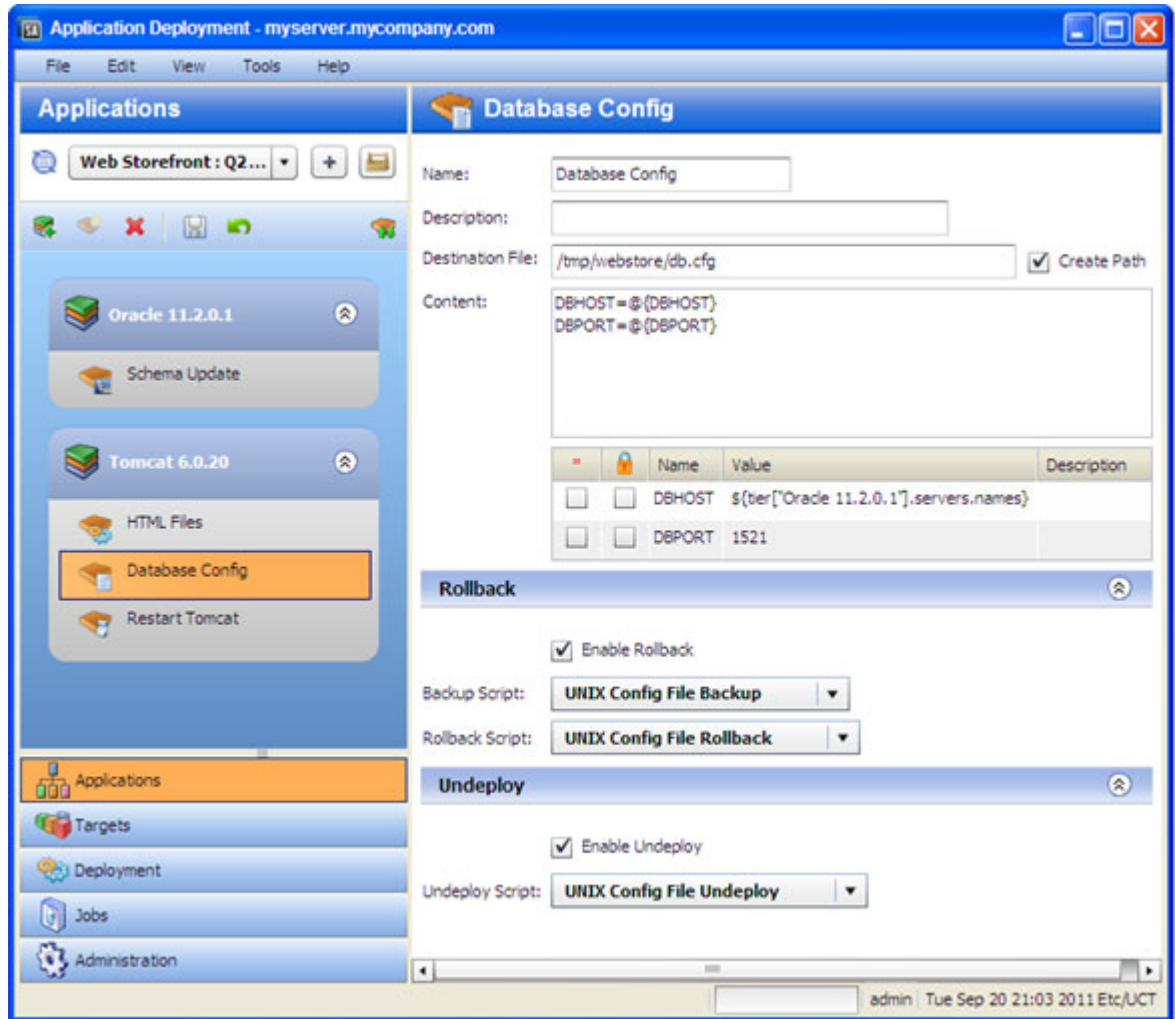 Application Deployment - myserver.mycompany.com
File Edit View Tools Help
Applications
Web Storefront : Q2...
Oracle 11.2.0.1
Schema Update
Tomcat 6.0.20
HTML Files
Database Config
Restart Tomcat
Applications
Targets
Deployment
Jobs
Administration
Database Config
Name: Database Config
Description:
Destination File: /tmp/webstore/db.cfg Create Path
Content: DBHOST=@{DBHOST}
DBPORT=@{DBPORT}
* Name Value Description
DBHOST ${tier["Oracle 11.2.0.1"].servers.names}
DBPORT 1521
Rollback
Enable Rollback
Backup Script: UNIX Config File Backup
Rollback Script: UNIX Config File Rollback
Undeploy
Enable Undeploy
Undeploy Script: UNIX Config File Undeploy
admin Tue Sep 20 21:03 2011 Etc/UCT